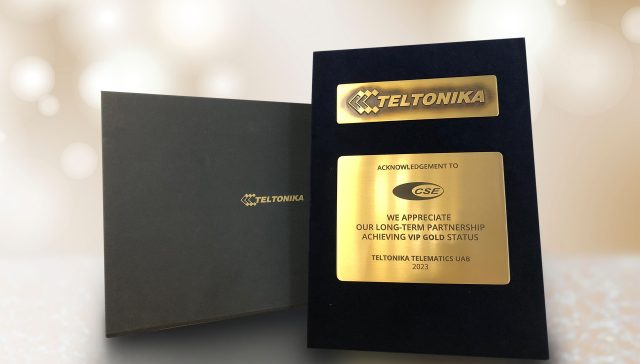 TELTONIKA
TELTONIKA
ACKNOWLEDGEMENT TO
CSE
WE APPRECIATE
OUR LONG-TERM PARTNERSHIP
ACHIEVING VIP GOLD STATUS
TELTONIKA TELEMATICS UAB
2023